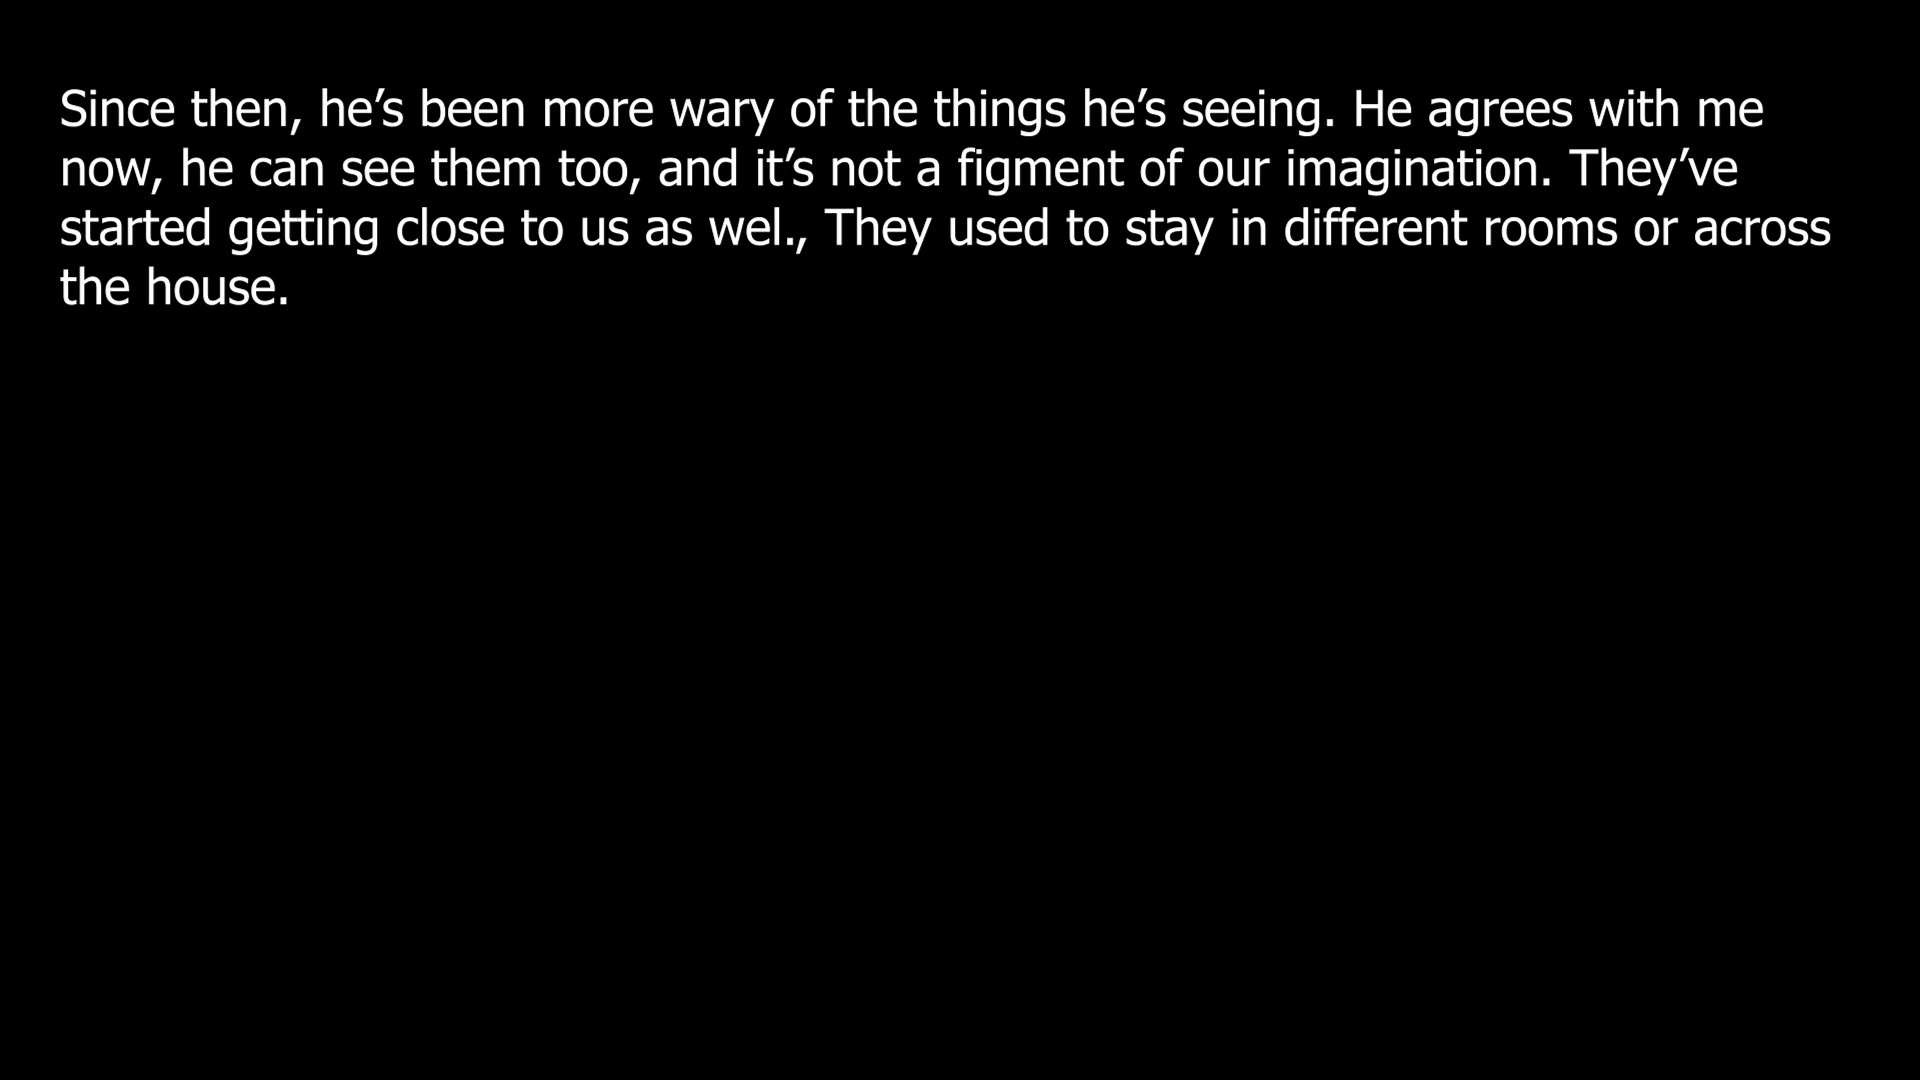 Since then, he’s been more wary of the things he’s seeing. He agrees with me
now, he can see them too, and it’s not a figment of our imagination. They’ve
started getting close to us as wel., They used to stay in different rooms or across
the house.